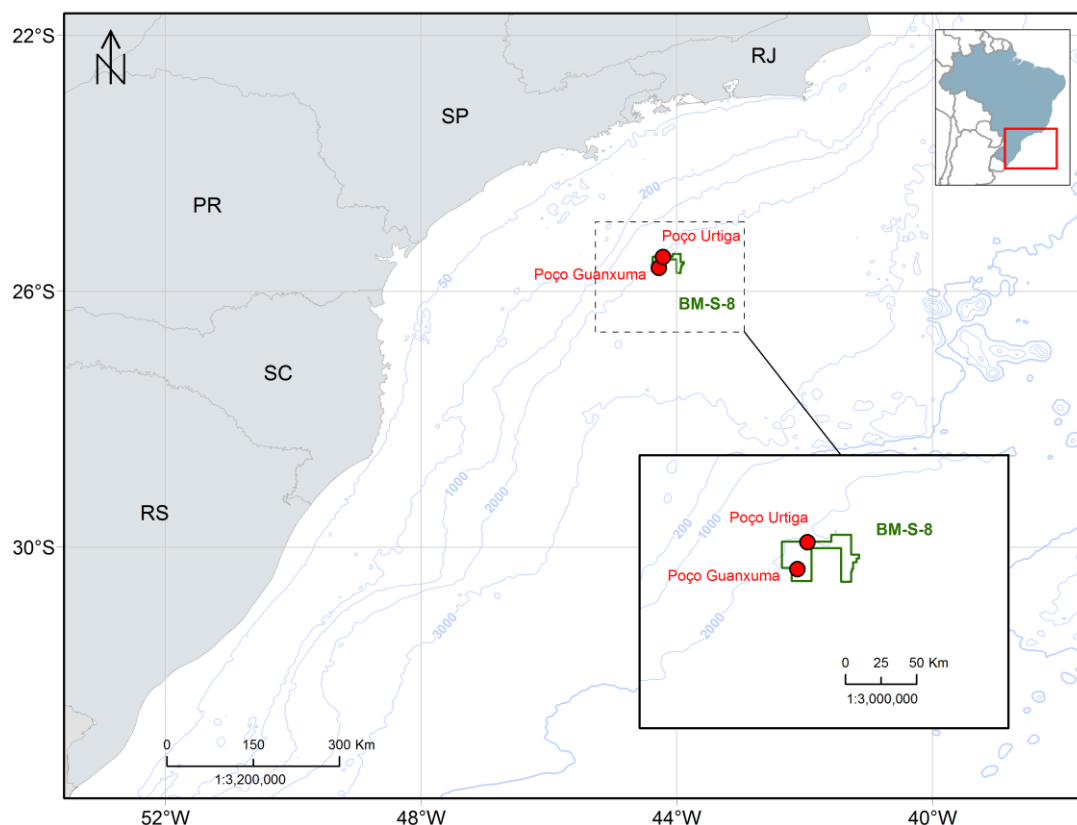 22°S
26°S
30°S
52°W
48°W
44°W
40°W
N
RJ
SP
PR
SC
RS
50
200
1000
2000
3000
Poço Urtiga
Poço Guanxuma
BM-S-8
0 150 300 Km
1:3,200,000
200
1000
2000
Poço Urtiga
BM-S-8
Poço Guanxuma
0 25 50 Km
1:3,000,000